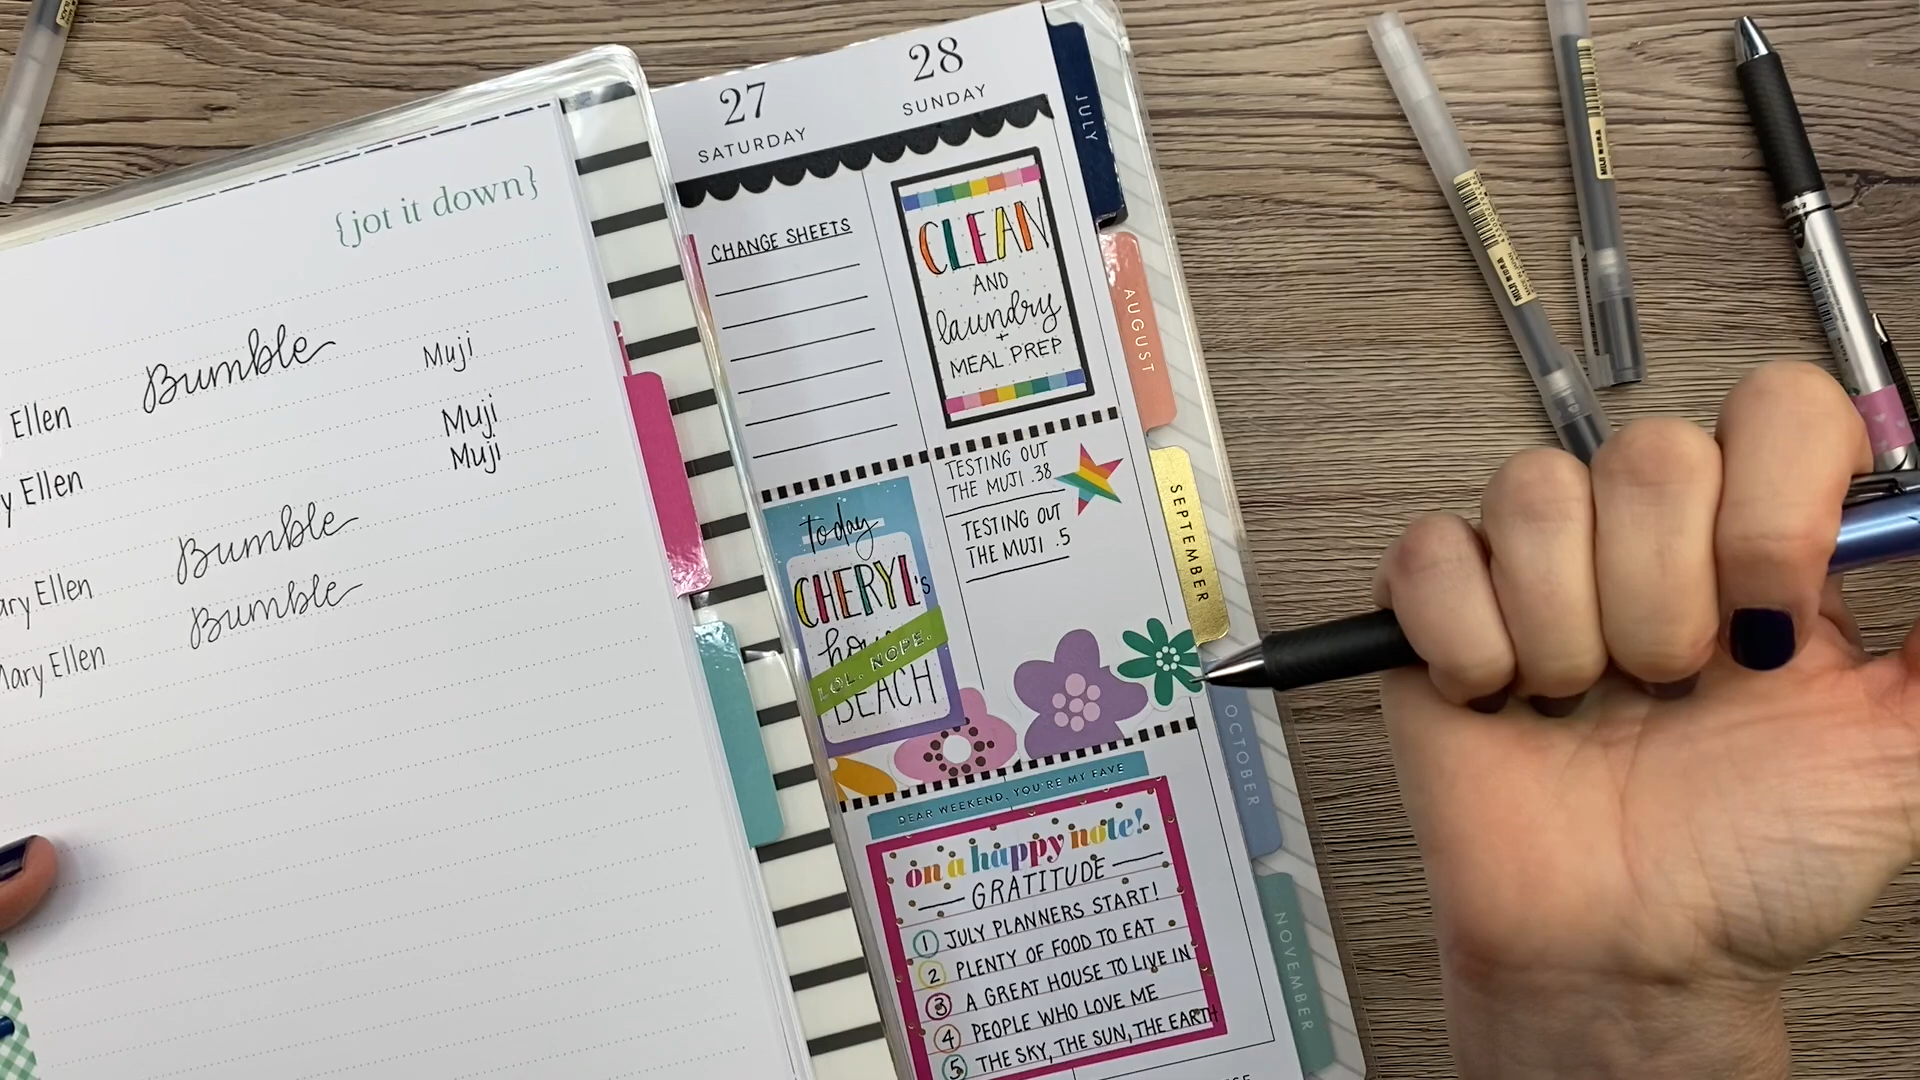 {jot it down}
Ellen
Bumble
Muji
Ellen
Muji
Muji
Bumble
Ellen
Bumble
Mary Ellen
27
SATURDAY
28
SUNDAY
CHANGE SHEETS
CLEAN
AND
laundry
+
MEAL PREP
TESTING OUT
THE MUJI .38
TESTING OUT
THE MUJI .5
today
CHERYL's
LOL. NOPE.
BEACH
DEAR WEEKEND, YOU'RE MY FAVE
on a happy note!
GRATITUDE
1 JULY PLANNERS START!
2 PLENTY OF FOOD TO EAT
3 A GREAT HOUSE TO LIVE IN
4 PEOPLE WHO LOVE ME
5 THE SKY, THE SUN, THE EARTH
JULY
AUGUST
SEPTEMBER
OCTOBER
NOVEMBER
MUJI
MUJI